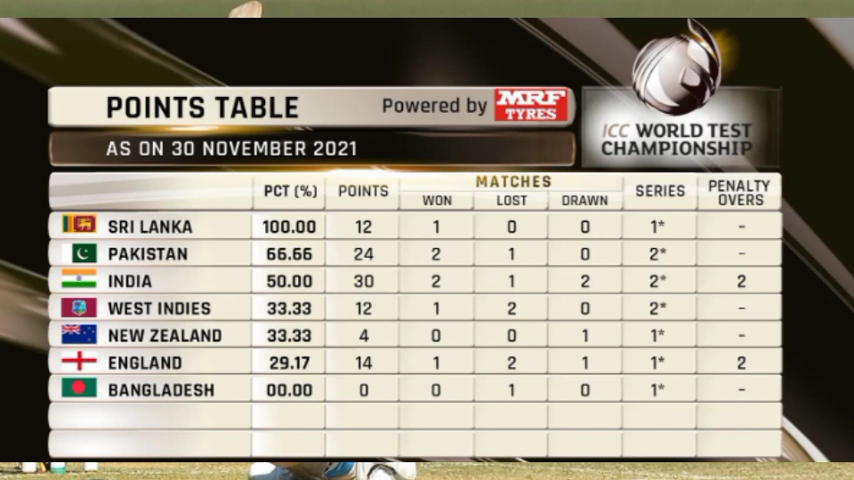 POINTS TABLE Powered by MRF TYRES
AS ON 30 NOVEMBER 2021
ICC WORLD TEST CHAMPIONSHIP
PCT (%) POINTS MATCHES WON LOST DRAWN SERIES PENALTY OVERS
SRI LANKA 100.00 12 1 0 0 1* -
PAKISTAN 66.66 24 2 1 0 2* -
INDIA 50.00 30 2 1 2 2* 2
WEST INDIES 33.33 12 1 2 0 2* -
NEW ZEALAND 33.33 4 0 0 1 1* -
ENGLAND 29.17 14 1 2 1 1* 2
BANGLADESH 00.00 0 0 1 0 1* -